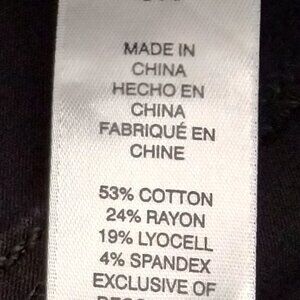 MADE IN
CHINA
HECHO EN
CHINA
FABRIQUÉ EN
CHINE
53% COTTON
24% RAYON
19% LYOCELL
4% SPANDEX
EXCLUSIVE OF